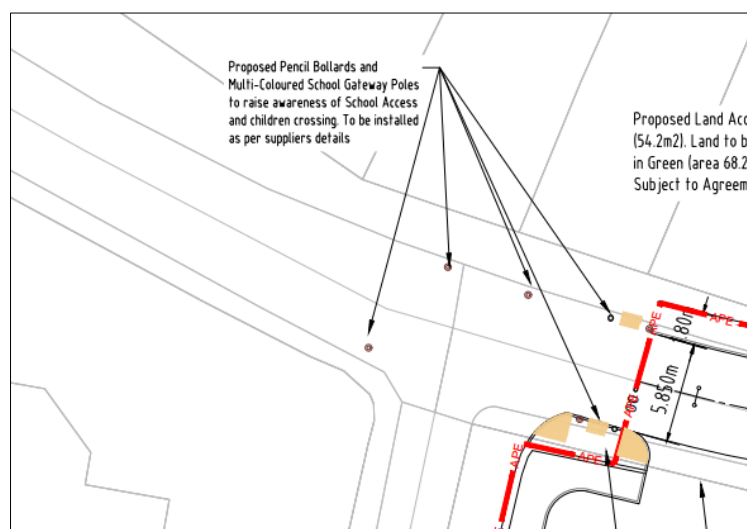 Proposed Pencil Bollards and
Multi-Coloured School Gateway Poles
to raise awareness of School Access
and children crossing. To be installed
as per suppliers details
Proposed Land Acc
(54.2m2). Land to b
in Green (area 68.2
Subject to Agreem
APE
APE
.80m
5.850m
APE
APE
APE